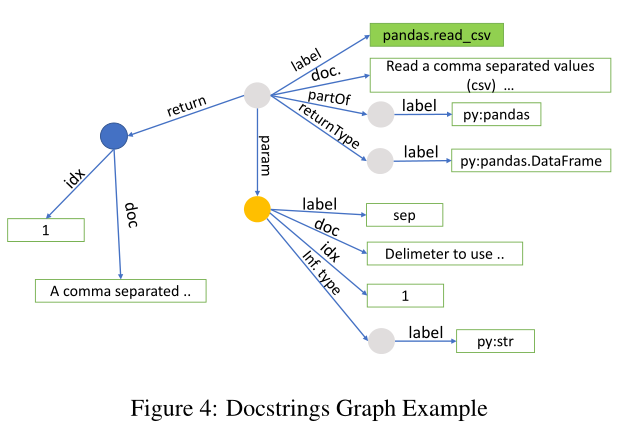 label
pandas.read_csv
doc.
Read a comma separated values
(csv) ...
partOf
label
py:pandas
returnType
label
py:pandas.DataFrame
return
param
idx
doc
1
A comma separated ..
label
sep
doc
Delimeter to use ..
idx
1
Inf. type
label
py:str
Figure 4: Docstrings Graph Example